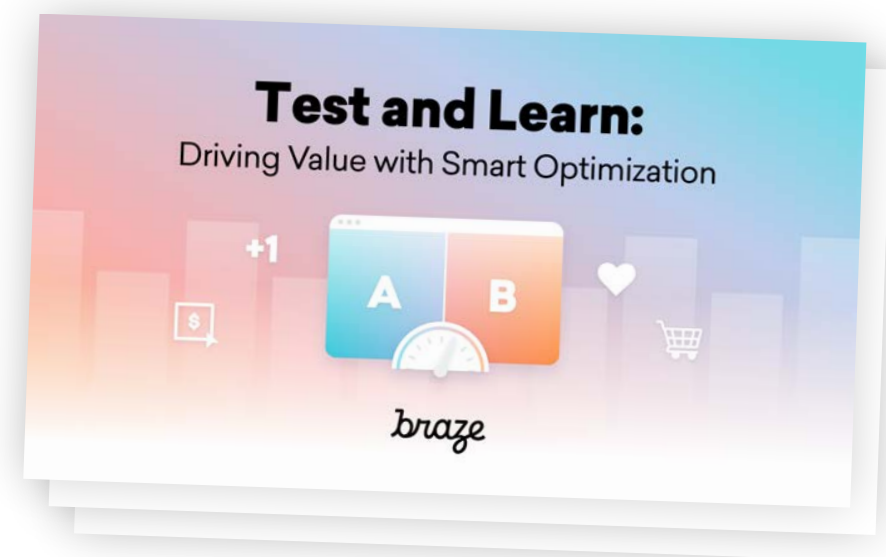 Test and Learn:
Driving Value with Smart Optimization
+1
A
B
$
braze